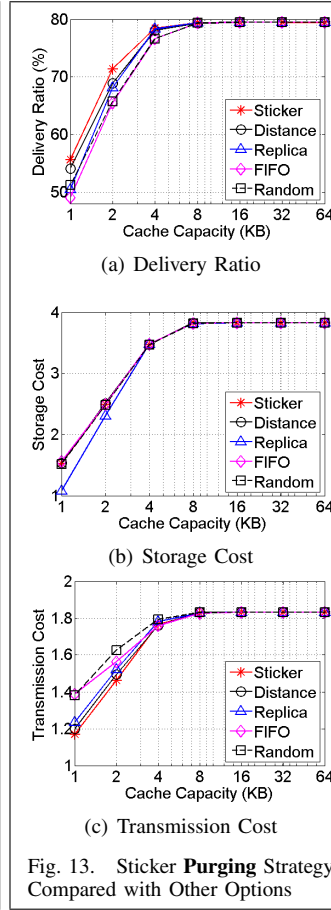 80
70
60
50
Delivery Ratio (%)
Sticker
Distance
Replica
FIFO
Random
1 2 4 8 16 32 64
Cache Capacity (KB)
(a) Delivery Ratio
4
3
2
1
Storage Cost
Sticker
Distance
Replica
FIFO
Random
1 2 4 8 16 32 64
Cache Capacity (KB)
(b) Storage Cost
2
1.8
1.6
1.4
1.2
1
Transmission Cost
Sticker
Distance
Replica
FIFO
Random
1 2 4 8 16 32 64
Cache Capacity (KB)
(c) Transmission Cost
Fig. 13. Sticker Purging Strategy
Compared with Other Options